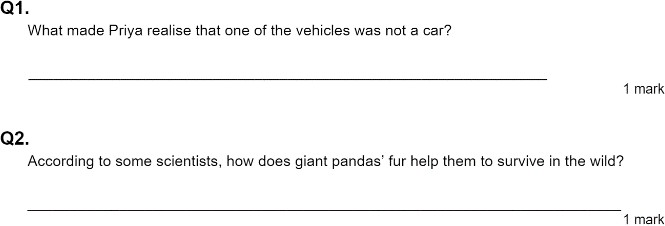 Q1.
What made Priya realise that one of the vehicles was not a car?
1 mark
Q2.
According to some scientists, how does giant pandas’ fur help them to survive in the wild?
1 mark